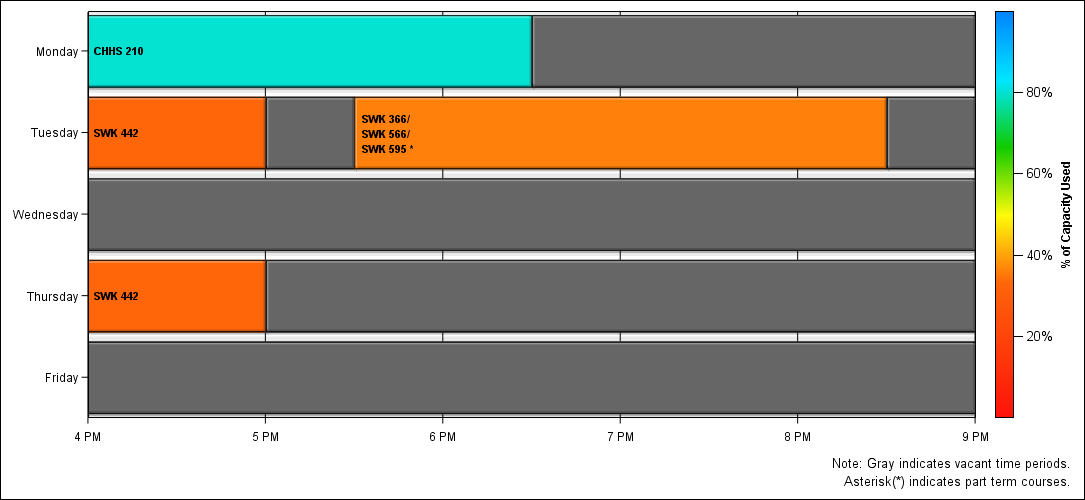 Monday
CHHS 210
80%
Tuesday
SWK 442
SWK 366/
SWK 566/
SWK 595 *
60%
% of Capacity Used
Wednesday
40%
Thursday
SWK 442
20%
Friday
4 PM 5 PM 6 PM 7 PM 8 PM 9 PM
Note: Gray indicates vacant time periods.
Asterisk(*) indicates part term courses.